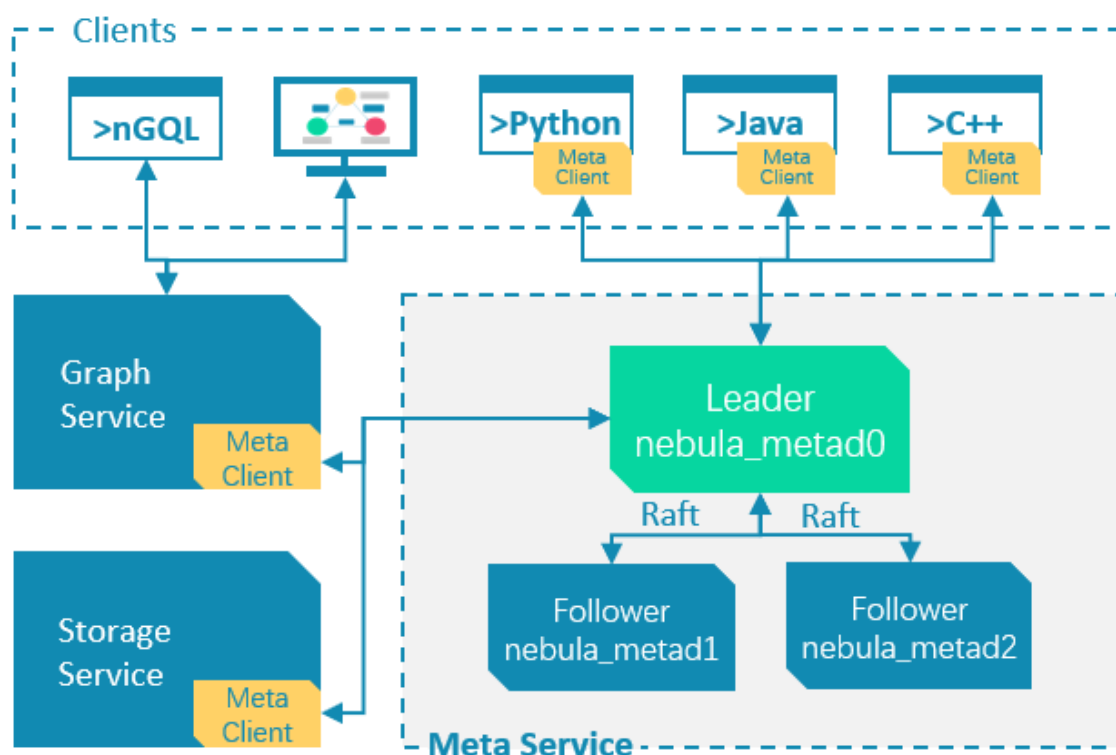 Clients
>nGQL
>Python
Meta
Client
>Java
Meta
Client
>C++
Meta
Client
Graph
Service
Meta
Client
Leader
nebula_metad0
Raft
Raft
Follower
nebula_metad1
Follower
nebula_metad2
Storage
Service
Meta
Client
Meta Service